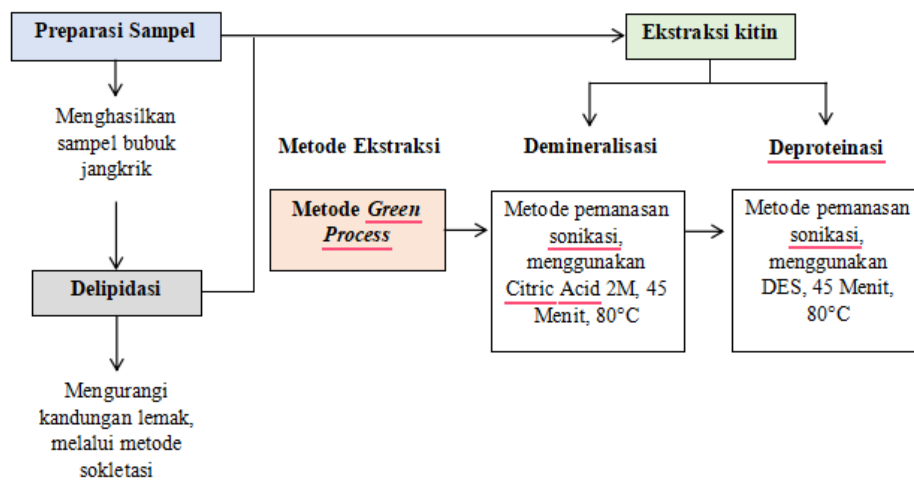 Preparasi Sampel
Menghasilkan
sampel bubuk
jangkrik
Delipidasi
Mengurangi
kandungan lemak,
melalui metode
sokletasi
Ekstraksi kitin
Metode Ekstraksi
Metode Green
Process
Demineralisasi
Metode pemanasan
sonikasi,
menggunakan
Citric Acid 2M, 45
Menit, 80°C
Deproteinasi
Metode pemanasan
sonikasi,
menggunakan
DES, 45 Menit,
80°C